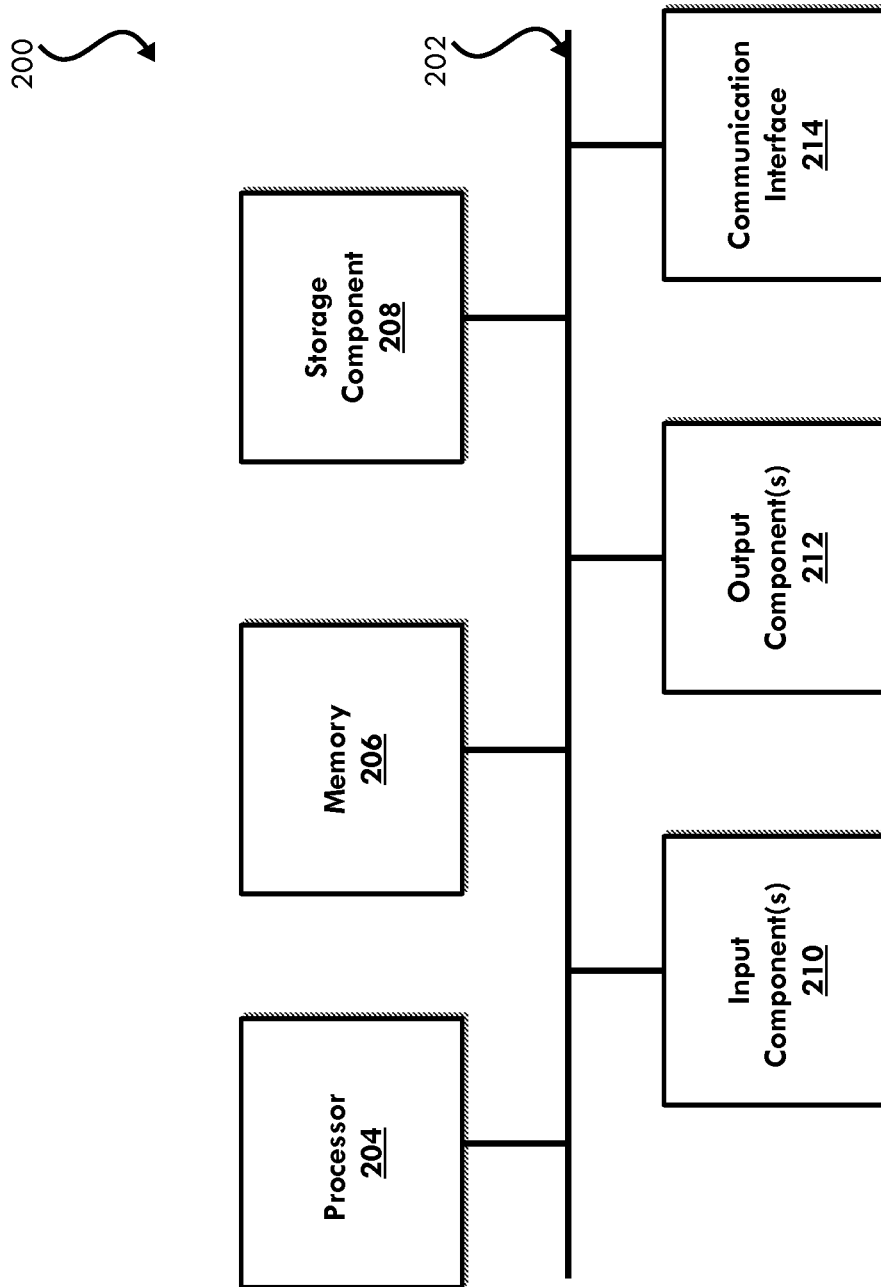 200
202
Processor
204
Memory
206
Storage
Component
208
Input
Component(s)
210
Output
Component(s)
212
Communication
Interface
214